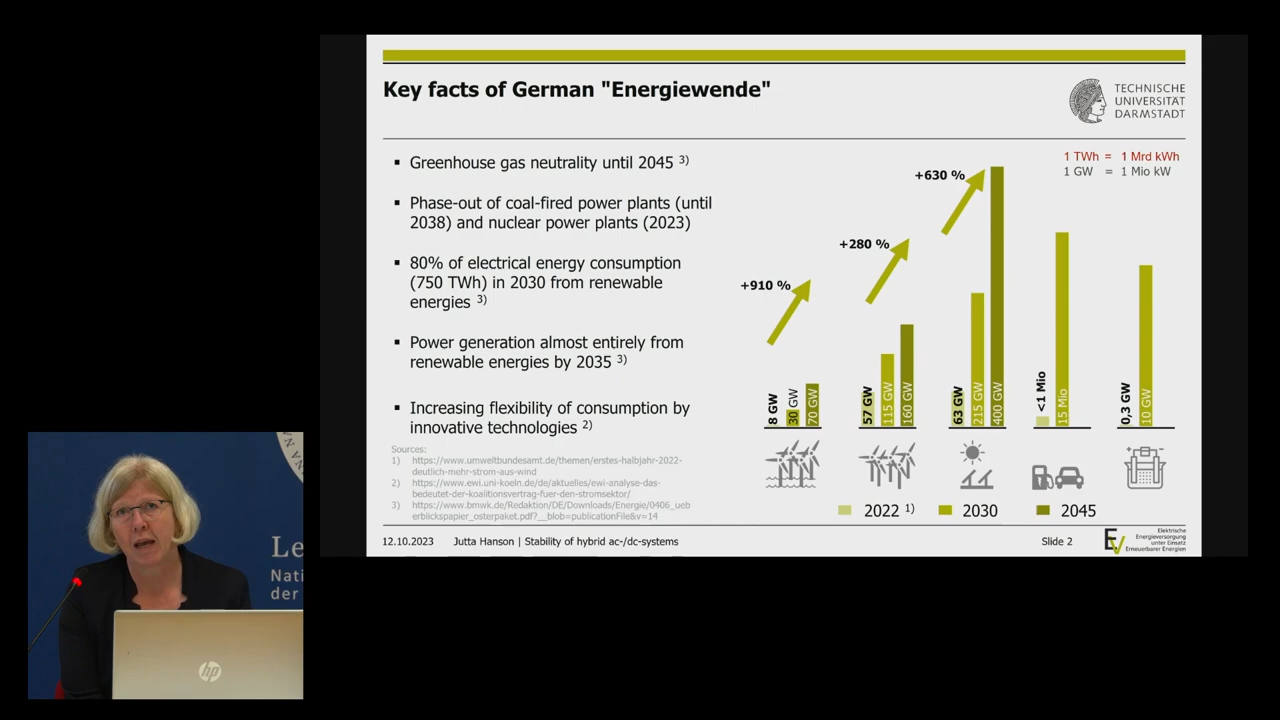 Key facts of German "Energiewende"
TECHNISCHE
UNIVERSITÄT
DARMSTADT
▪ Greenhouse gas neutrality until 2045 3)
▪ Phase-out of coal-fired power plants (until
2038) and nuclear power plants (2023)
▪ 80% of electrical energy consumption
(750 TWh) in 2030 from renewable
energies 3)
▪ Power generation almost entirely from
renewable energies by 2035 3)
▪ Increasing flexibility of consumption by
innovative technologies 2)
Sources:
1) https://www.umweltbundesamt.de/themen/erstes-halbjahr-2022-
deutlich-mehr-strom-aus-wind
2) https://www.ewi.uni-koeln.de/de/aktuelles/ewi-analyse-das-
bedeutet-der-koalitionsvertrag-fuer-den-stromsektor/
3) https://www.bmwk.de/Redaktion/DE/Downloads/Energie/0406_ueb
erblickspapier_osterpaket.pdf?__blob=publicationFile&v=14
1 TWh = 1 Mrd kWh
1 GW = 1 Mio kW
+910 %
+280 %
+630 %
8 GW
30 GW
70 GW
57 GW
115 GW
160 GW
63 GW
215 GW
400 GW
<1 Mio
15 Mio
0,3 GW
10 GW
2022 1)
2030
2045
12.10.2023
Jutta Hanson | Stability of hybrid ac-/dc-systems
Slide 2
EV
Elektrische
Energieversorgung
unter Einsatz
Erneuerbarer Energien
Le
Nati
der
hp